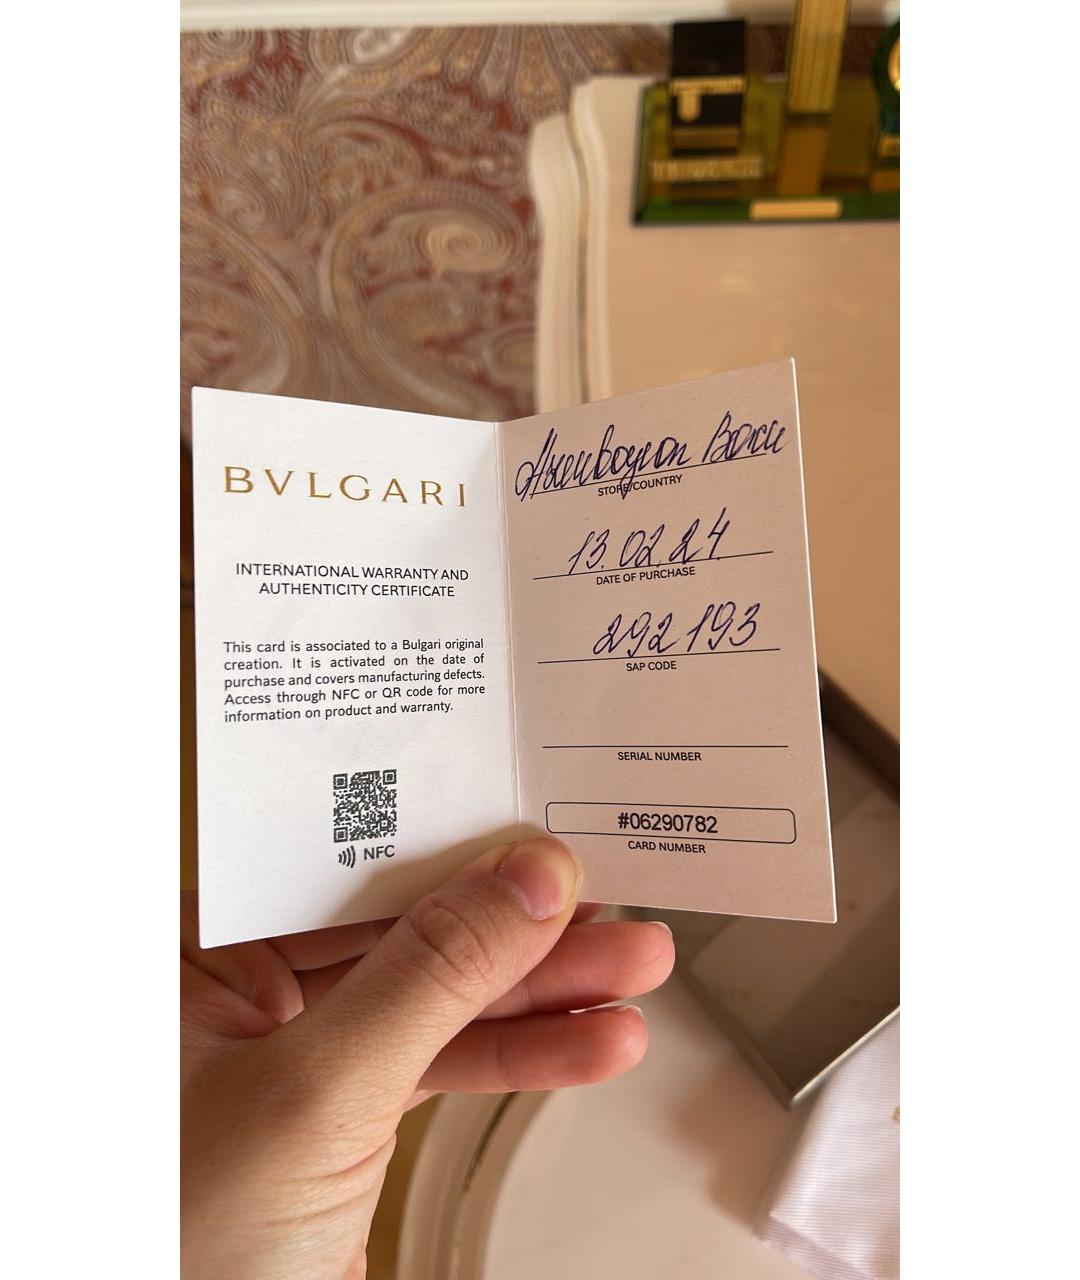 BVLGARI
INTERNATIONAL WARRANTY AND
AUTHENTICITY CERTIFICATE
This card is associated to a Bulgari original
creation. It is activated on the date of
purchase and covers manufacturing defects.
Access through NFC or QR code for more
information on product and warranty.
NFC
STORE/COUNTRY
13.02.24
DATE OF PURCHASE
292193
SAP CODE
SERIAL NUMBER
#06290782
CARD NUMBER